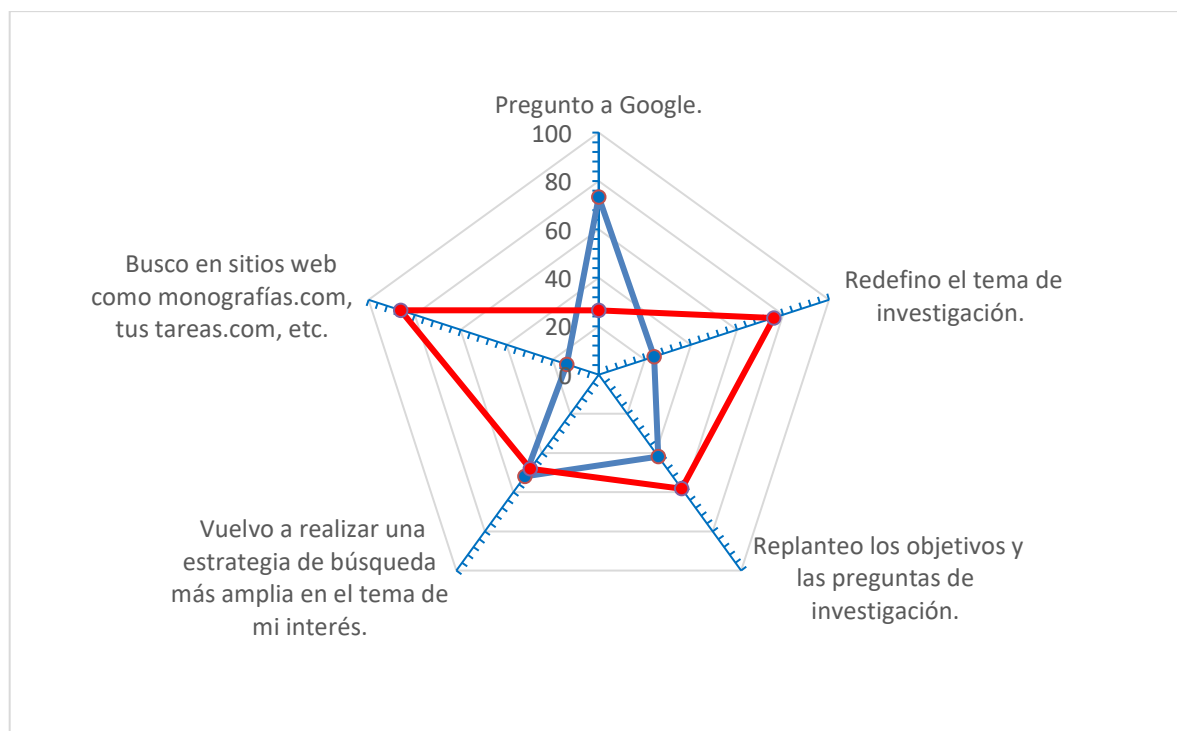 Pregunto a Google.
100
80
60
40
20
0
Redefino el tema de
investigación.
Replanteo los objetivos y
las preguntas de
investigación.
Vuelvo a realizar una
estrategia de búsqueda
más amplia en el tema de
mi interés.
Busco en sitios web
como monografías.com,
tus tareas.com, etc.